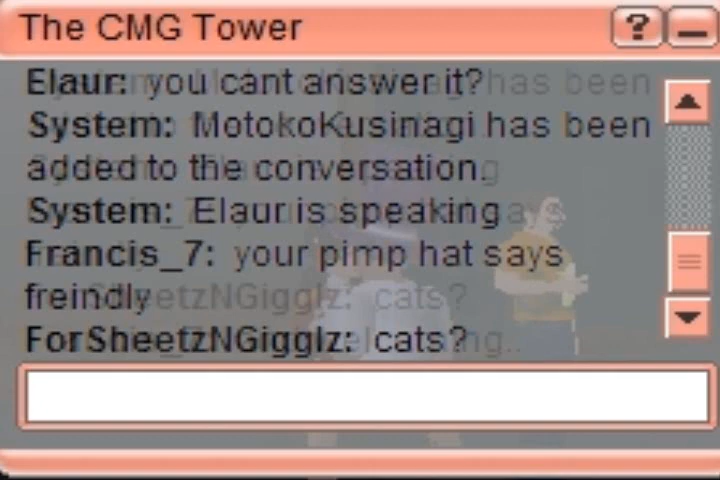 The CMG Tower
?
Elaur: you cant answer it?
System: MotokoKusinagi has been
added to the conversation.
System: Elaur is speaking
Francis_7: your pimp hat says
freindly
ForSheetzNGigglz: cats?